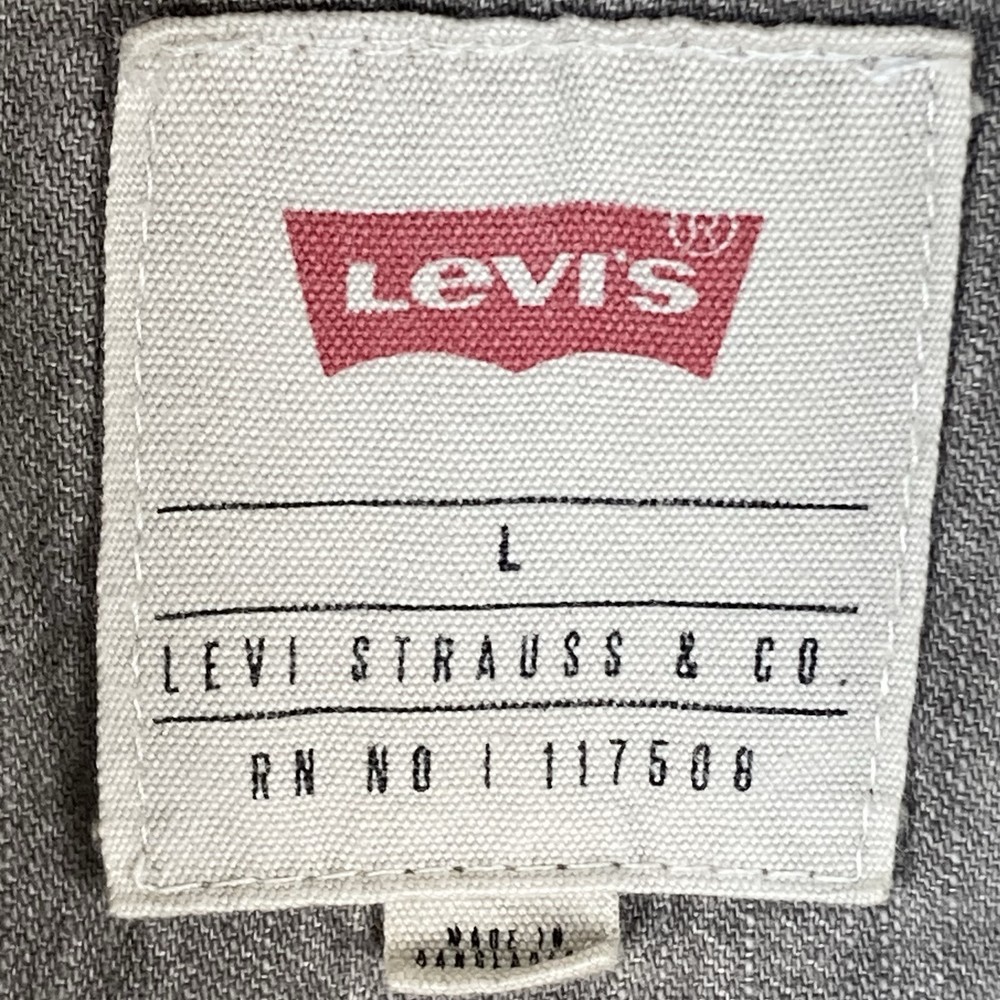 Levi's®
L
LEVI STRAUSS & CO.
RN NO | 117508
MADE IN
BANGLADESH